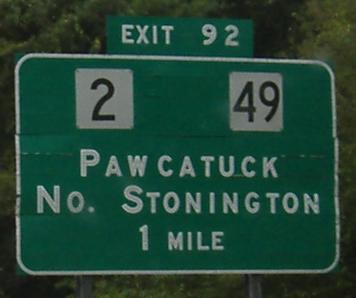 EXIT 92
2 49
PAWCATUCK
NO. STONINGTON
1 MILE